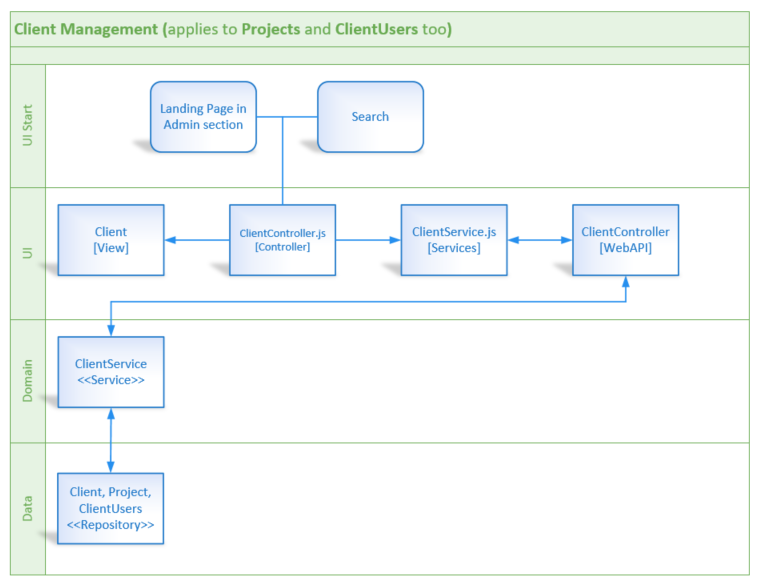 Client Management (applies to Projects and ClientUsers too)
UI Start
Landing Page in
Admin section
Search
UI
Client
[View]
ClientController.js
[Controller]
ClientService.js
[Services]
ClientController
[WebAPI]
Domain
ClientService
<<Service>>
Data
Client, Project,
ClientUsers
<<Repository>>